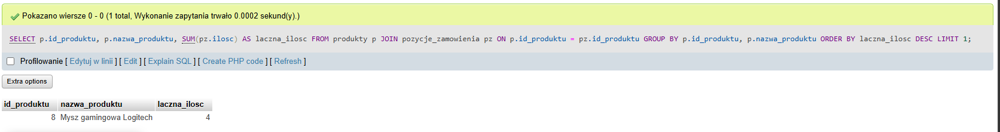 Pokazano wiersze 0 - 0 (1 total, Wykonanie zapytania trwało 0.0002 sekund(y).)
SELECT p.id_produktu, p.nazwa_produktu, SUM(pz.ilosc) AS laczna_ilosc FROM produkty p JOIN pozycje_zamowienia pz ON p.id_produktu = pz.id_produktu GROUP BY p.id_produktu, p.nazwa_produktu ORDER BY laczna_ilosc DESC LIMIT 1;
Profilowanie [ Edytuj w linii ] [ Edit ] [ Explain SQL ] [ Create PHP code ] [ Refresh ]
Extra options
id_produktu nazwa_produktu laczna_ilosc
8 Mysz gamingowa Logitech 4